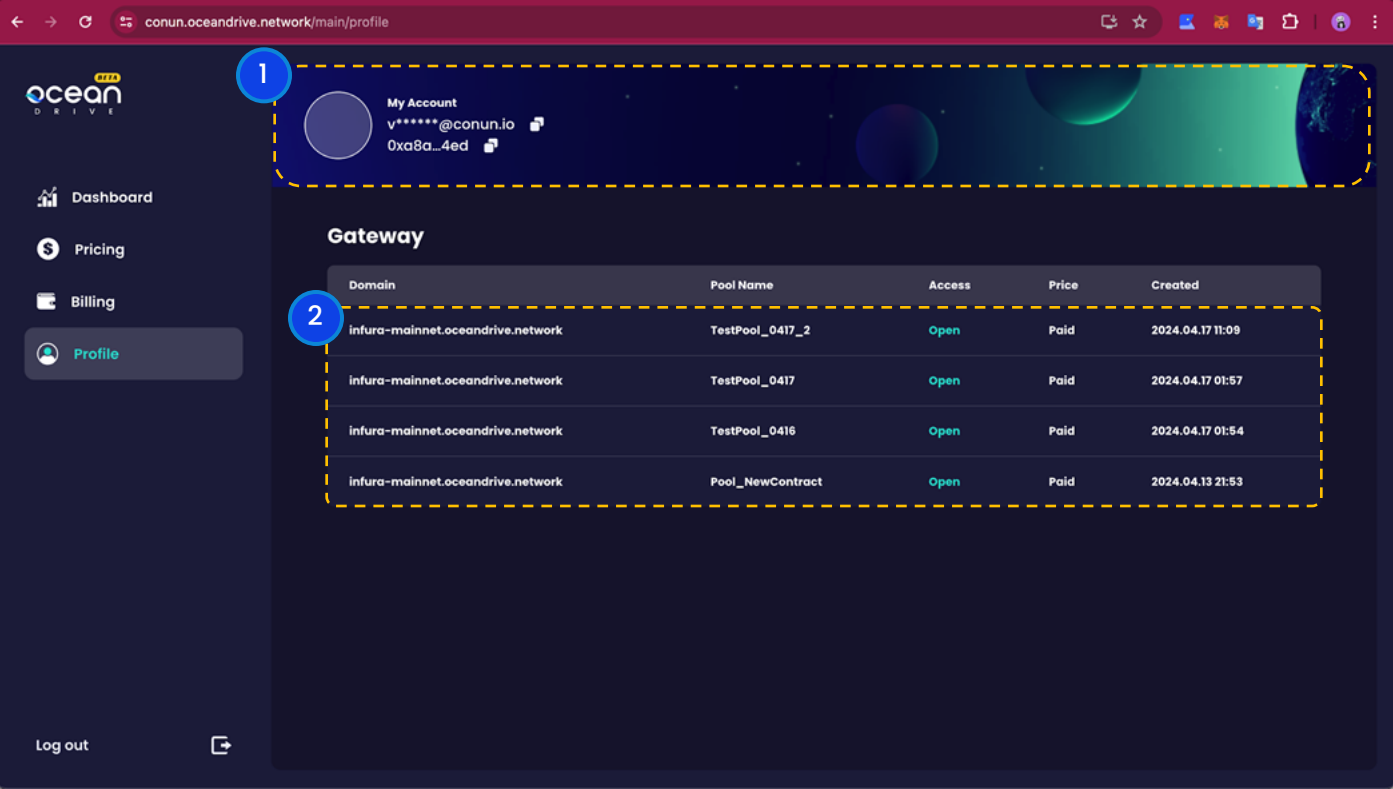 conun.oceandrive.network/main/profile
BETA
ocean
DRIVE
Dashboard
Pricing
Billing
Profile
Log out
1
My Account
v******@conun.io
0xa8a...4ed
Gateway
Domain Pool Name Access Price Created
2
infura-mainnet.oceandrive.network TestPool_0417_2 Open Paid 2024.04.17 11:09
infura-mainnet.oceandrive.network TestPool_0417 Open Paid 2024.04.17 01:57
infura-mainnet.oceandrive.network TestPool_0416 Open Paid 2024.04.17 01:54
infura-mainnet.oceandrive.network Pool_NewContract Open Paid 2024.04.13 21:53